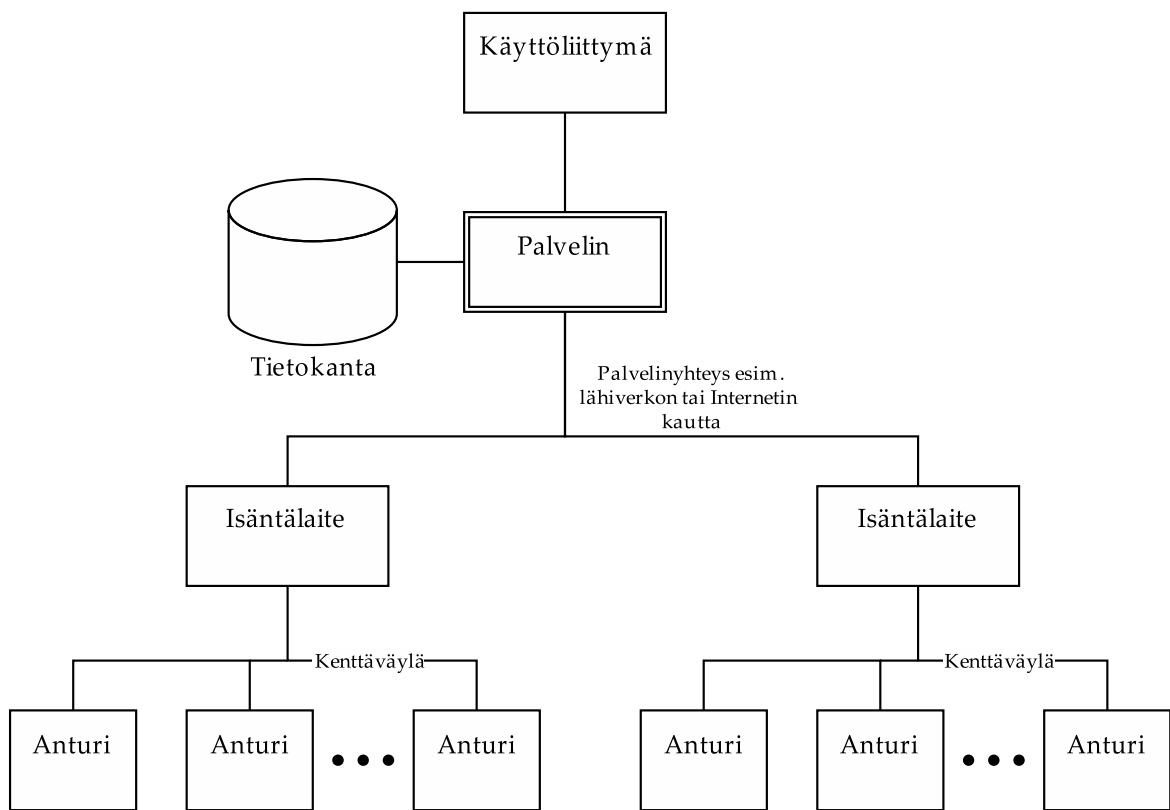 Käyttöliittymä
Palvelin
Tietokanta
Palvelinyhteys esim.
lähiverkon tai Internetin
kautta
Isäntälaite
Isäntälaite
Kenttäväylä
Kenttäväylä
Anturi
Anturi
Anturi
Anturi
Anturi
Anturi